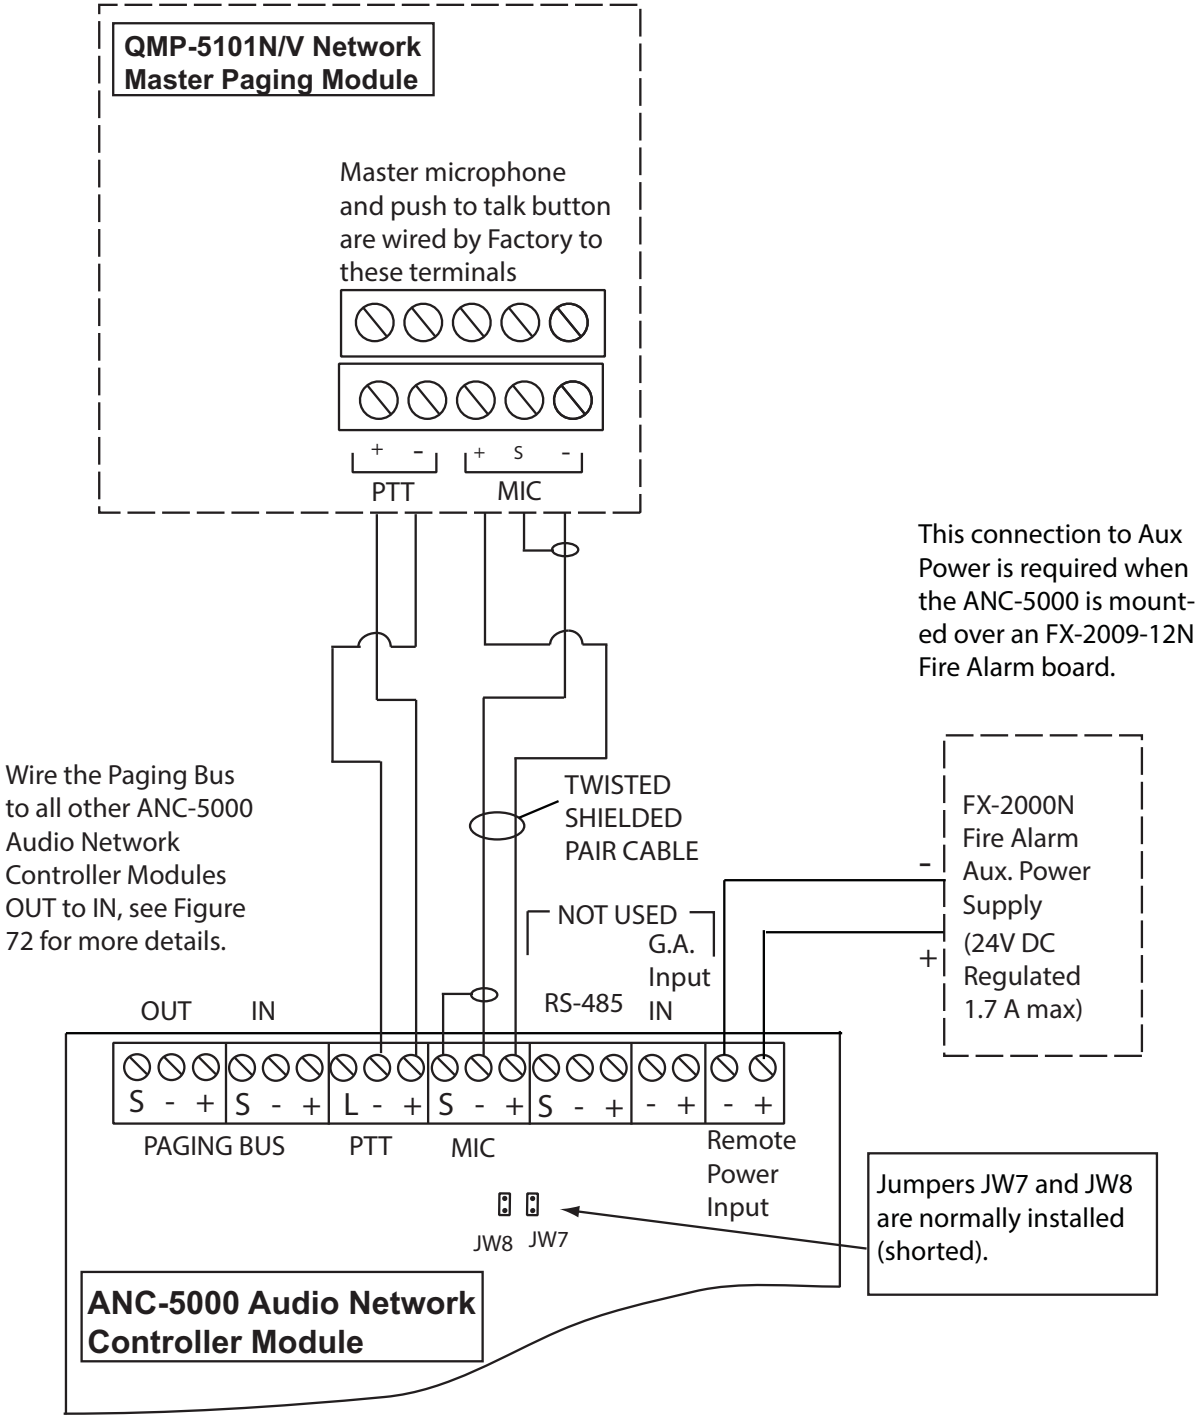 QMP-5101N/V Network
Master Paging Module
Master microphone
and push to talk button
are wired by Factory to
these terminals
+ - + S -
PTT MIC
This connection to Aux
Power is required when
the ANC-5000 is mount-
ed over an FX-2009-12N
Fire Alarm board.
Wire the Paging Bus
to all other ANC-5000
Audio Network
Controller Modules
OUT to IN, see Figure
72 for more details.
TWISTED
SHIELDED
PAIR CABLE
FX-2000N
Fire Alarm
Aux. Power
Supply
(24V DC
Regulated
1.7 A max)
-
+
NOT USED
G.A.
Input
IN
RS-485
OUT IN
S - + S - + L - + S - + S - + - + - +
PAGING BUS PTT MIC
Remote
Power
Input
JW8 JW7
Jumpers JW7 and JW8
are normally installed
(shorted).
ANC-5000 Audio Network
Controller Module